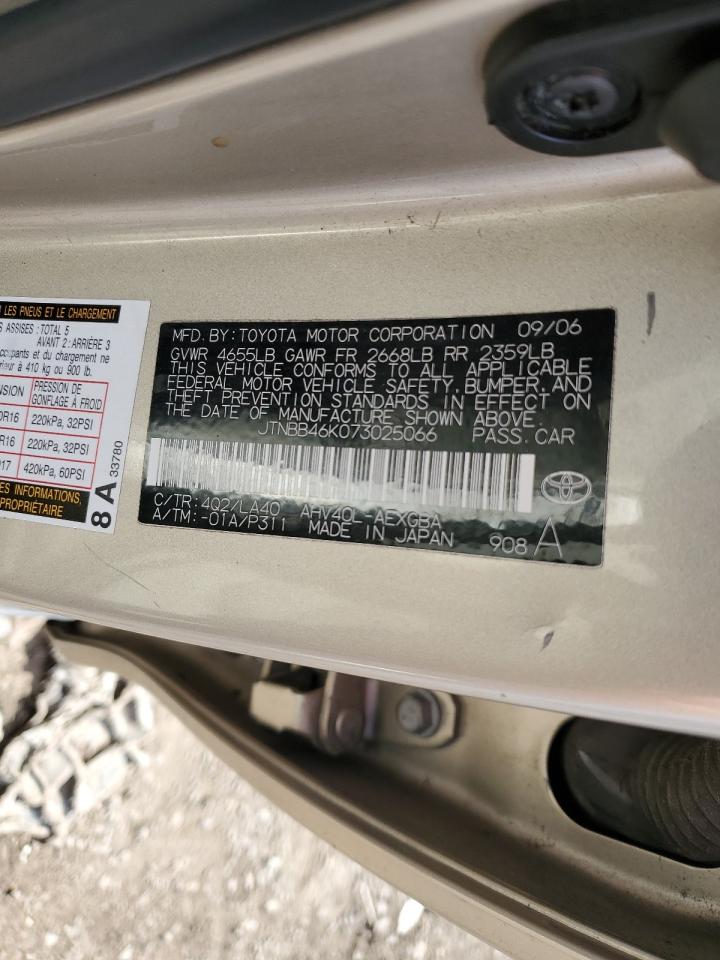 LES PNEUS ET LE CHARGEMENT
ASSISES : TOTAL 5
AVANT 2 : ARRIÈRE 3
et du chargement ne
à 410 kg ou 900 lb.
PRESSION DE
GONFLAGE À FROID
R16 220kPa, 32PSI
R16 220kPa, 32PSI
420kPa, 60PSI
INFORMATIONS,
8 A 33780
MFD. BY: TOYOTA MOTOR CORPORATION 09/06
GVWR 4655LB GAWR FR 2668LB RR 2359LB
THIS VEHICLE CONFORMS TO ALL APPLICABLE
FEDERAL MOTOR VEHICLE SAFETY, BUMPER, AND
THEFT PREVENTION STANDARDS IN EFFECT ON
THE DATE OF MANUFACTURE SHOWN ABOVE.
JTNBB46K073025066 PASS. CAR
C/TR: 4Q2/LA40 AHV40L-AEXGBA
A/TM: -01A/P311 MADE IN JAPAN 908 A